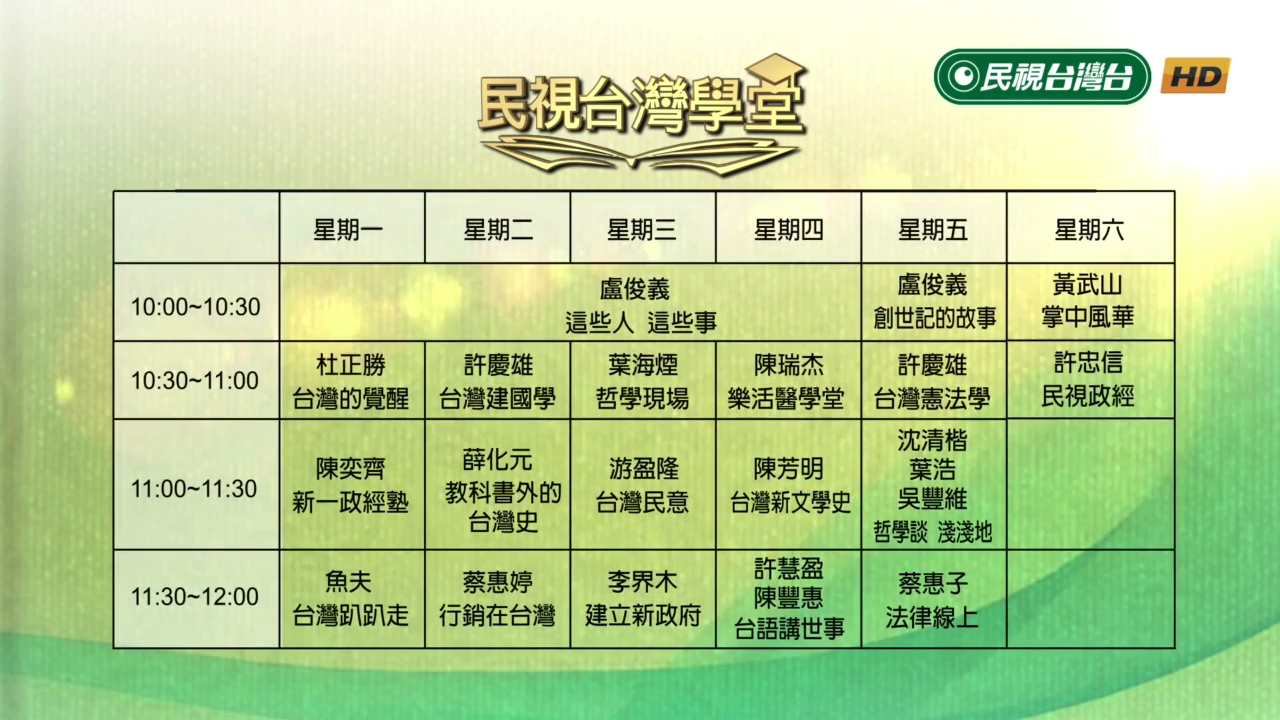 民視台灣學堂
民視台灣台 HD
星期一 星期二 星期三 星期四 星期五 星期六
10:00~10:30
盧俊義
這些人 這些事
盧俊義
創世記的故事
黃武山
掌中風華
10:30~11:00
杜正勝
台灣的覺醒
許慶雄
台灣建國學
葉海煙
哲學現場
陳瑞杰
樂活醫學堂
許慶雄
台灣憲法學
許忠信
民視政經
11:00~11:30
陳奕齊
新一政經塾
薛化元
教科書外的
台灣史
游盈隆
台灣民意
陳芳明
台灣新文學史
沈清楷
葉浩
吳豐維
哲學談 淺淺地
11:30~12:00
魚夫
台灣趴趴走
蔡惠婷
行銷在台灣
李界木
建立新政府
許慧盈
陳豐惠
台語講世事
蔡惠子
法律線上